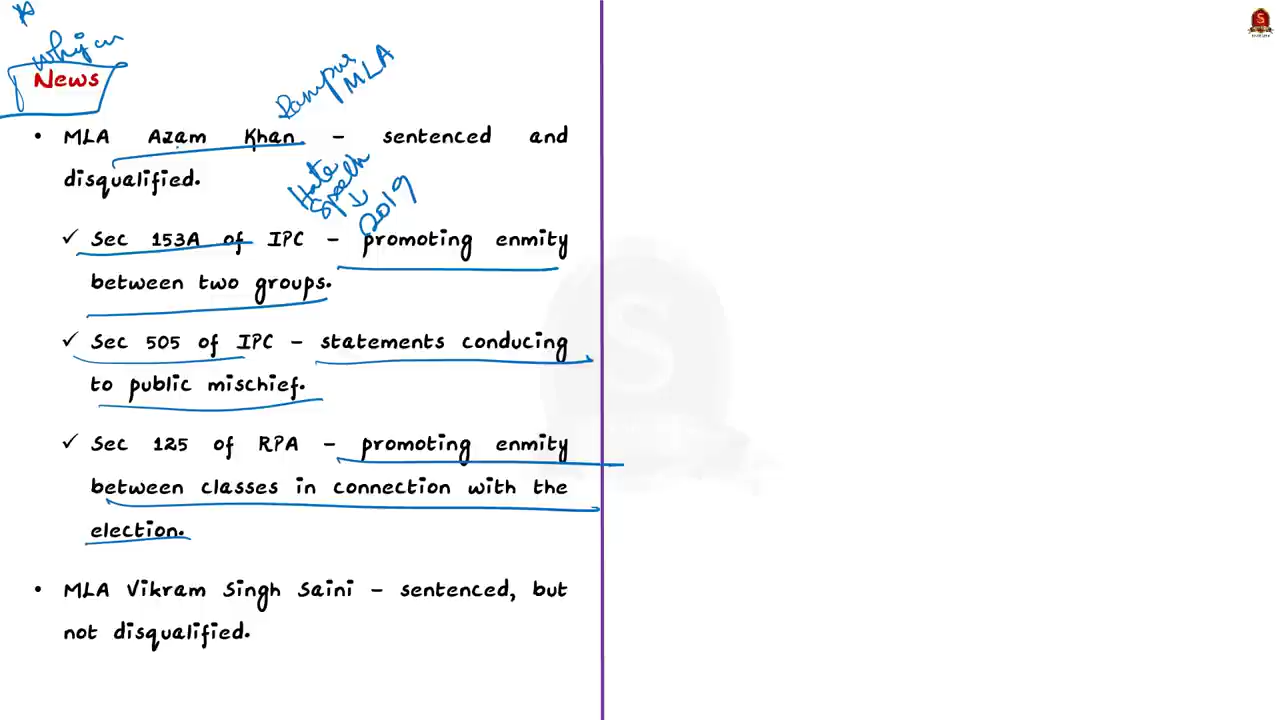 why in
News
Rampur
MLA
• MLA Azam Khan – sentenced and
disqualified.
Hate
Speech
2019
✓ Sec 153A of IPC – promoting enmity
between two groups.
✓ Sec 505 of IPC – statements conducing
to public mischief.
✓ Sec 125 of RPA – promoting enmity
between classes in connection with the
election.
• MLA Vikram Singh Saini – sentenced, but
not disqualified.